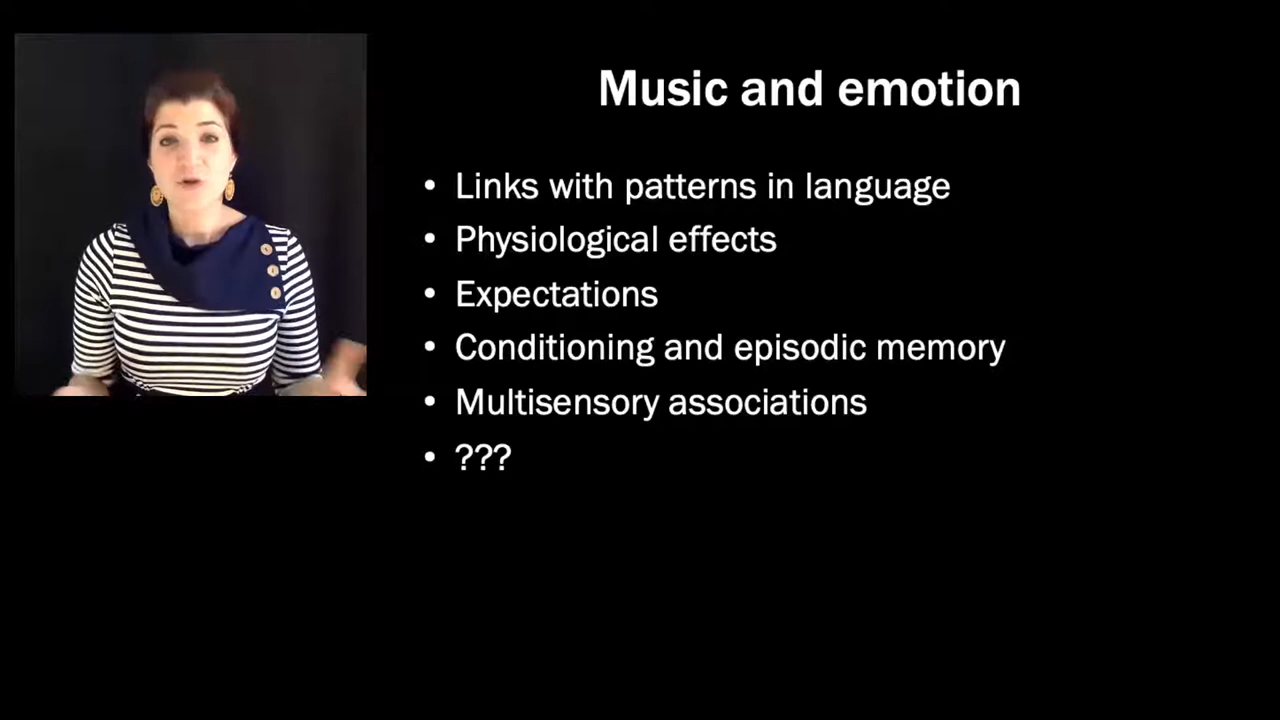 Music and emotion
• Links with patterns in language
• Physiological effects
• Expectations
• Conditioning and episodic memory
• Multisensory associations
• ???